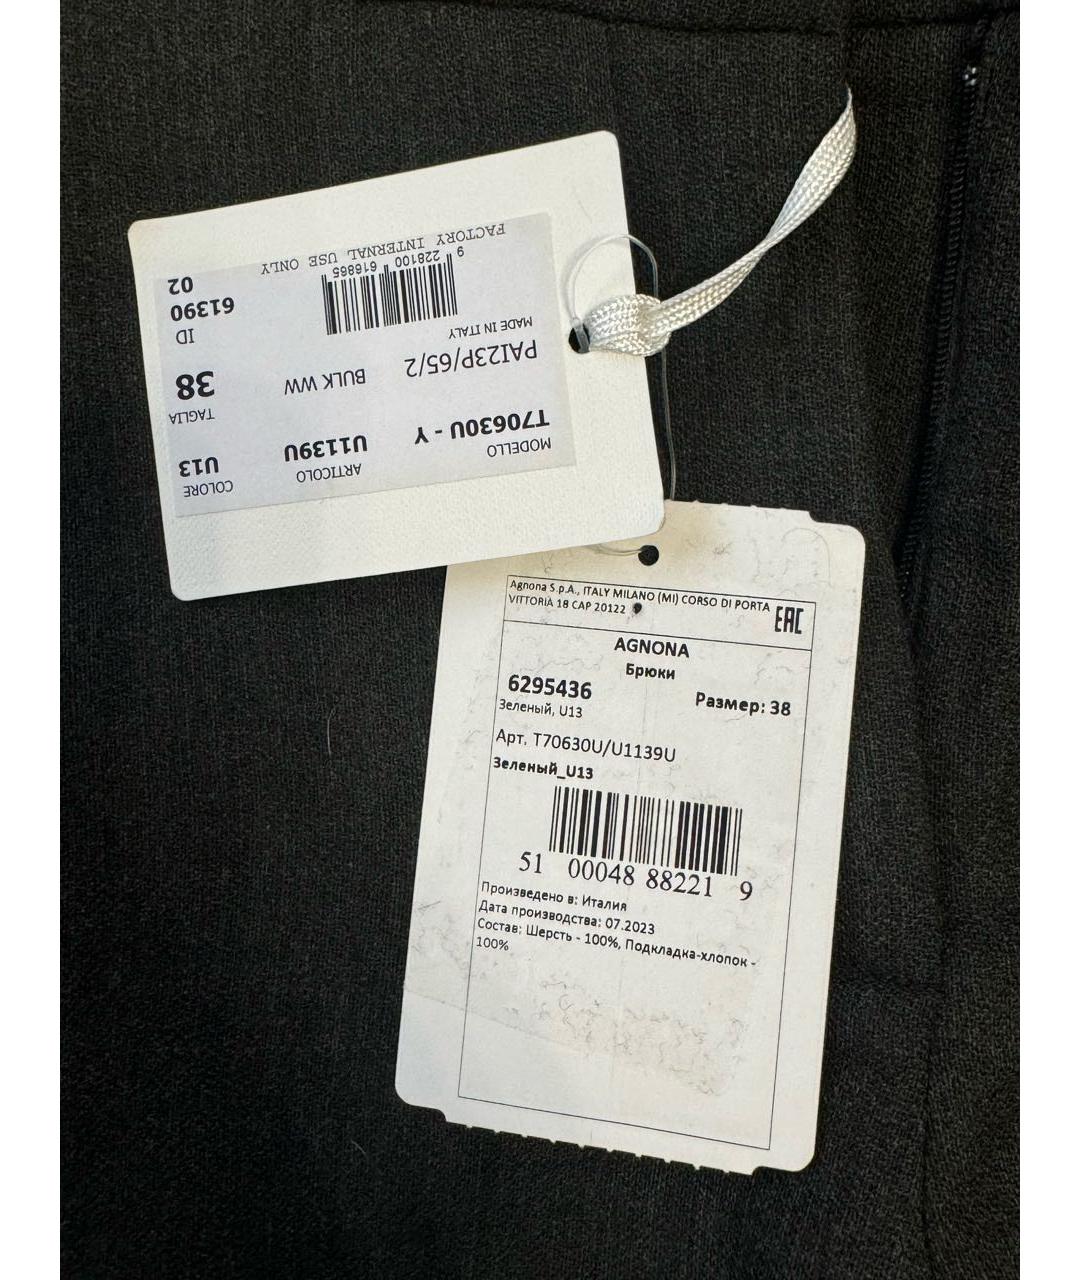 MODELLO
ARTICOLO
COLORE
T70630U - Y
U1139U
U13
TAGLIA
PAI23P/65/2
BULK WW
38
MADE IN ITALY
ID
61390
02
9 228100 616865
FACTORY INTERNAL USE ONLY
Agnona S.p.A., ITALY MILANO (MI) CORSO DI PORTA
VITTORIA 18 CAP 20122
EAC
AGNONA
Брюки
6295436
Размер: 38
Зеленый, U13
Арт. T70630U/U1139U
Зеленый_U13
51 00048 88221 9
Произведено в: Италия
Дата производства: 07.2023
Состав: Шерсть - 100%, Подкладка-хлопок -
100%